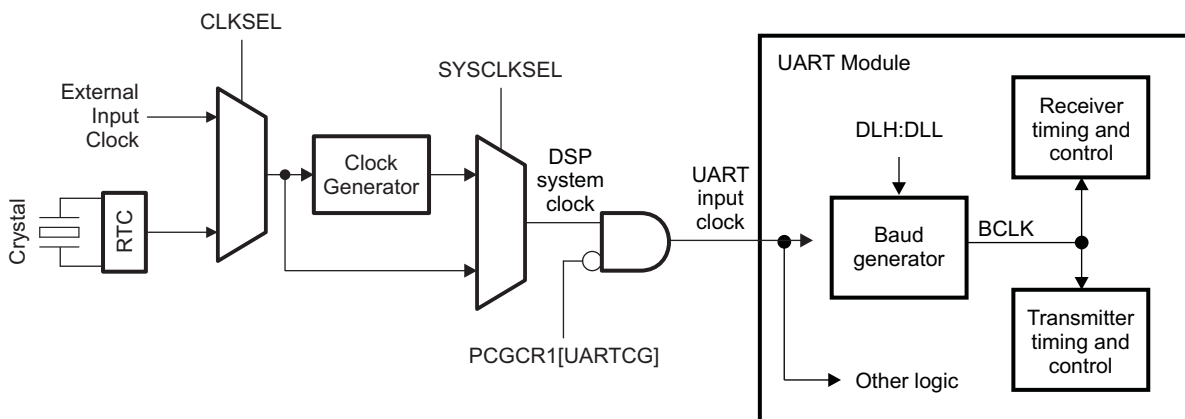 CLKSEL
SYSCLKSEL
External
Input
Clock
Crystal
RTC
Clock
Generator
DSP
system
clock
PCGCR1[UARTCG]
UART
input
clock
UART Module
DLH:DLL
Baud
generator
BCLK
Receiver
timing and
control
Transmitter
timing and
control
Other logic